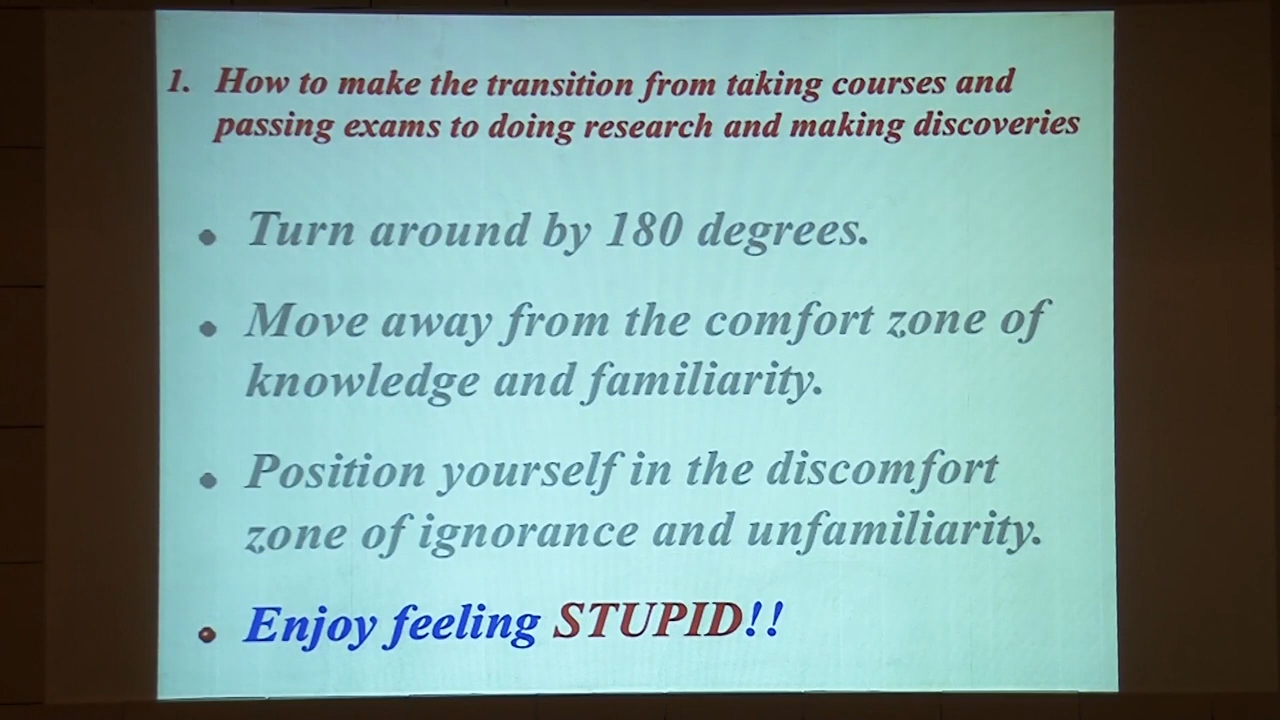 1. How to make the transition from taking courses and
passing exams to doing research and making discoveries
• Turn around by 180 degrees.
• Move away from the comfort zone of
knowledge and familiarity.
• Position yourself in the discomfort
zone of ignorance and unfamiliarity.
• Enjoy feeling STUPID!!